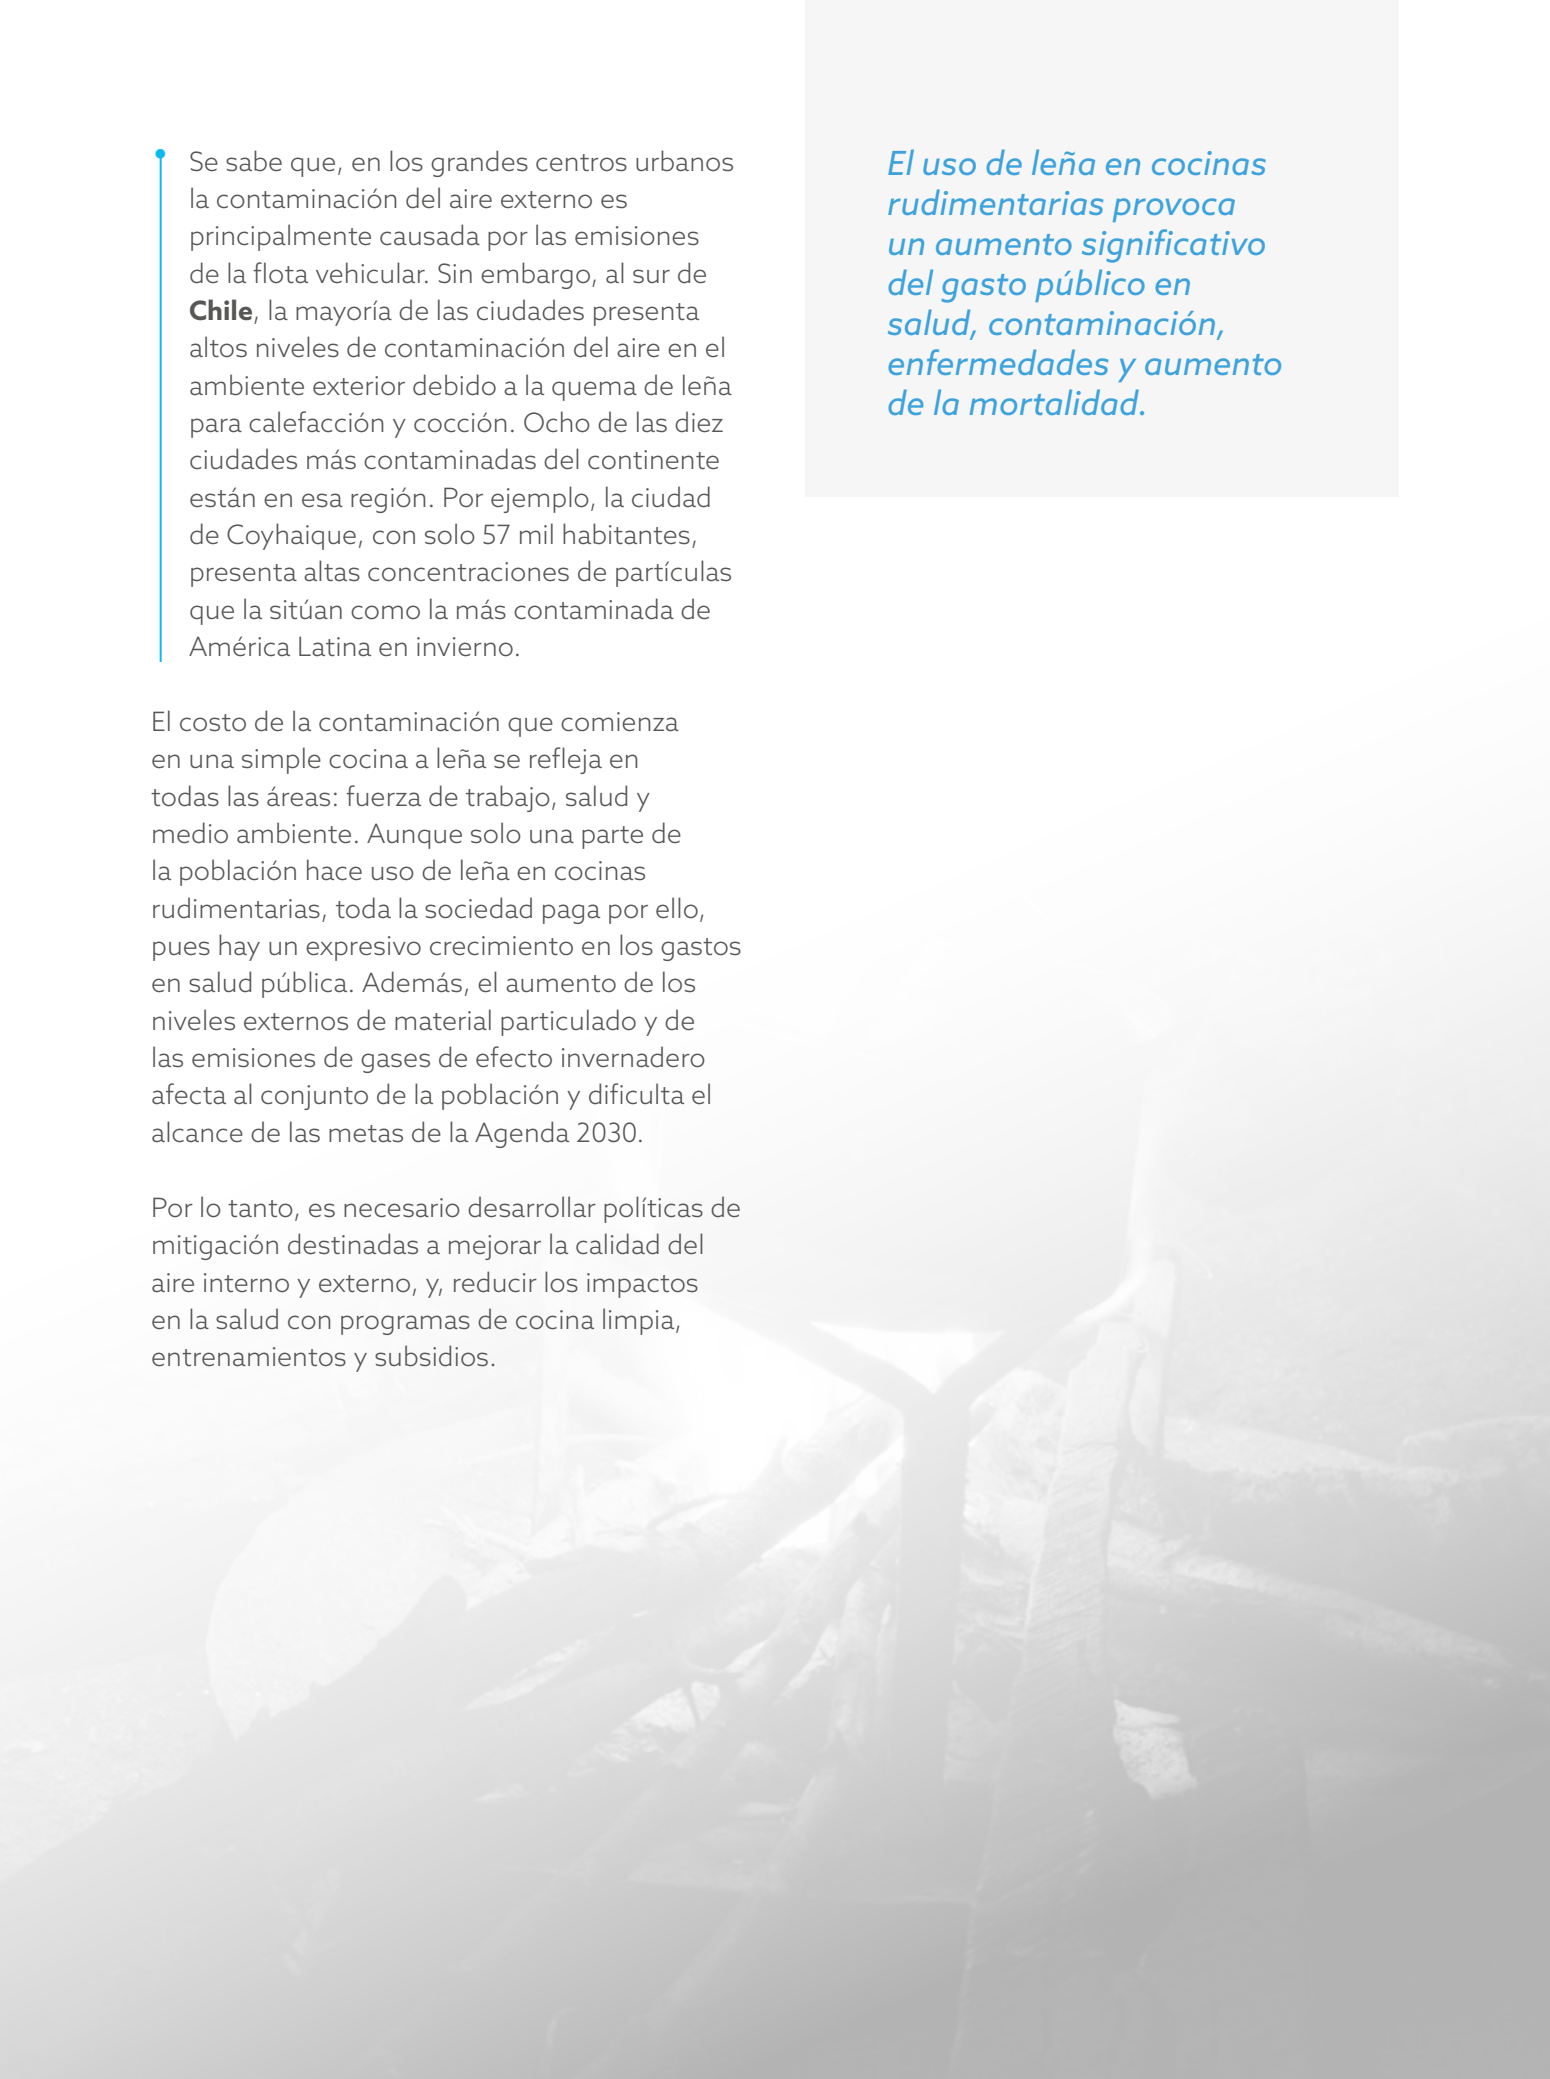 Se sabe que, en los grandes centros urbanos
la contaminación del aire externo es
principalmente causada por las emisiones
de la flota vehicular. Sin embargo, al sur de
Chile, la mayoría de las ciudades presenta
altos niveles de contaminación del aire en el
ambiente exterior debido a la quema de leña
para calefacción y cocción. Ocho de las diez
ciudades más contaminadas del continente
están en esa región. Por ejemplo, la ciudad
de Coyhaique, con solo 57 mil habitantes,
presenta altas concentraciones de partículas
que la sitúan como la más contaminada de
América Latina en invierno.
El costo de la contaminación que comienza
en una simple cocina a leña se refleja en
todas las áreas: fuerza de trabajo, salud y
medio ambiente. Aunque solo una parte de
la población hace uso de leña en cocinas
rudimentarias, toda la sociedad paga por ello,
pues hay un expresivo crecimiento en los gastos
en salud pública. Además, el aumento de los
niveles externos de material particulado y de
las emisiones de gases de efecto invernadero
afecta al conjunto de la población y dificulta el
alcance de las metas de la Agenda 2030.
Por lo tanto, es necesario desarrollar políticas de
mitigación destinadas a mejorar la calidad del
aire interno y externo, y, reducir los impactos
en la salud con programas de cocina limpia,
entrenamientos y subsidios.
El uso de leña en cocinas
rudimentarias provoca
un aumento significativo
del gasto público en
salud, contaminación,
enfermedades y aumento
de la mortalidad.